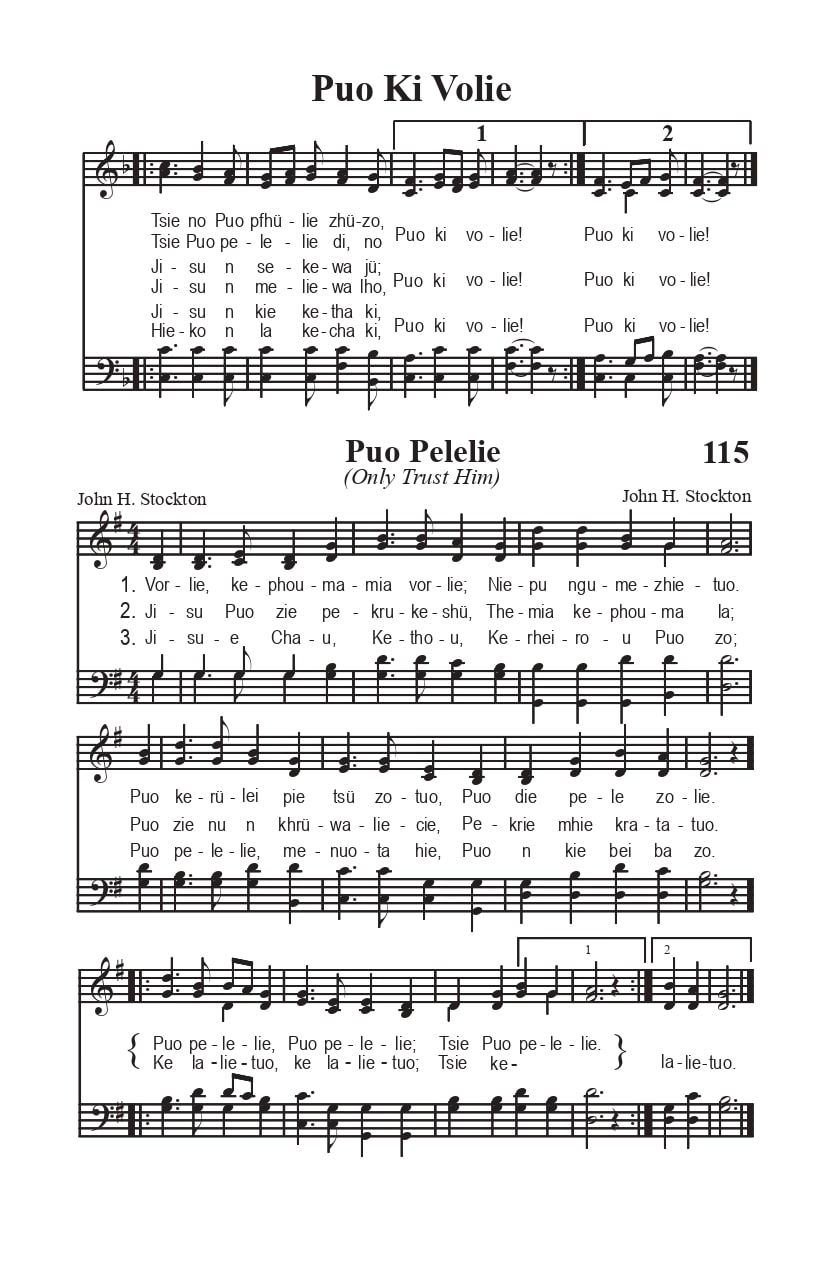 Puo Ki Volie
1 2
Tsie no Puo pfhü - lie zhü-zo,
Tsie Puo pe - le - lie di, no
Puo ki vo - lie! Puo ki vo - lie!
Ji - su n se - ke - wa jü;
Ji - su n me - lie - wa lho,
Puo ki vo - lie! Puo ki vo - lie!
Ji - su n kie ke - tha ki,
Hie - ko n la ke - cha ki,
Puo ki vo - lie! Puo ki vo - lie!
Puo Pelelie 115
(Only Trust Him)
John H. Stockton John H. Stockton
4
4
1. Vor - lie, ke - phou - ma - mia vor - lie; Nie - pu ngu - me - zhie - tuo.
2. Ji - su Puo zie pe - kru - ke - shü, The - mia ke - phou - ma la;
3. Ji - su - e Cha - u, Ke - tho - u, Ke - rhei - ro - u Puo zo;
4
4
Puo ke - rü - lei pie tsü zo - tuo, Puo die pe - le zo - lie.
Puo zie nu n khrü - wa - lie - cie, Pe - krie mhie kra - ta - tuo.
Puo pe - le - lie, me - nuo - ta hie, Puo n kie bei ba zo.
1 2
Puo pe - le - lie, Puo pe - le - lie; Tsie Puo pe - le - lie.
Ke la - lie - tuo, ke la - lie - tuo; Tsie ke - la - lie - tuo.